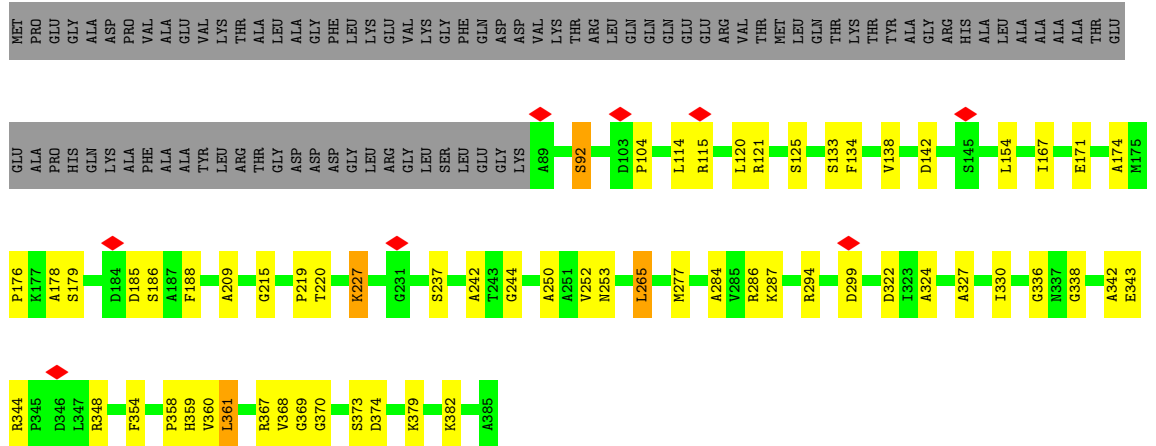 MET PRO GLU GLY ALA ASP PRO VAL ALA GLU VAL LYS THR ALA LEU ALA GLY PHE LEU LYS GLU VAL LYS GLY PHE GLN ASP ASP VAL LYS THR ARG LEU GLN GLN GLN GLU GLU ARG VAL THR MET LEU GLN THR LYS THR TYR ALA GLY ARG HIS ALA LEU ALA ALA ALA ALA THR GLU
GLU ALA PRO HIS GLN LYS ALA PHE ALA ALA TYR LEU ARG THR GLY ASP ASP ASP GLY LEU ARG GLY LEU SER LEU GLU GLY LYS A89 S92 D103 P104 L114 R115 L120 R121 S125 S133 F134 V138 D142 S145 L154 I167 E171 A174 M175
P176 K177 A178 S179 D184 D185 S186 A187 F188 A209 G215 P219 T220 K227 G231 S237 A242 T243 G244 A250 A251 V252 N253 L265 M277 A284 V285 R286 K287 R294 D299 D322 I323 A324 A327 I330 G336 N337 G338 A342 E343
R344 P345 D346 L347 R348 F354 P358 H359 V360 L361 R367 V368 G369 G370 S373 D374 K379 K382 A385